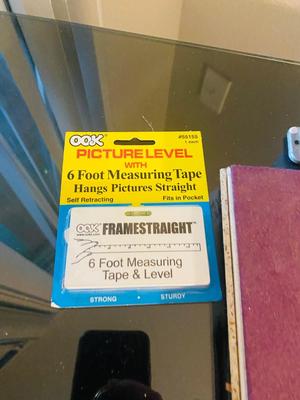 OOK
#55155
1 each
PICTURE LEVEL
WITH
6 Foot Measuring Tape
Hangs Pictures Straight
Self Retracting
Fits in Pocket
OOK FRAMESTRAIGHT™
6 Foot Measuring
Tape & Level
STRONG • STURDY